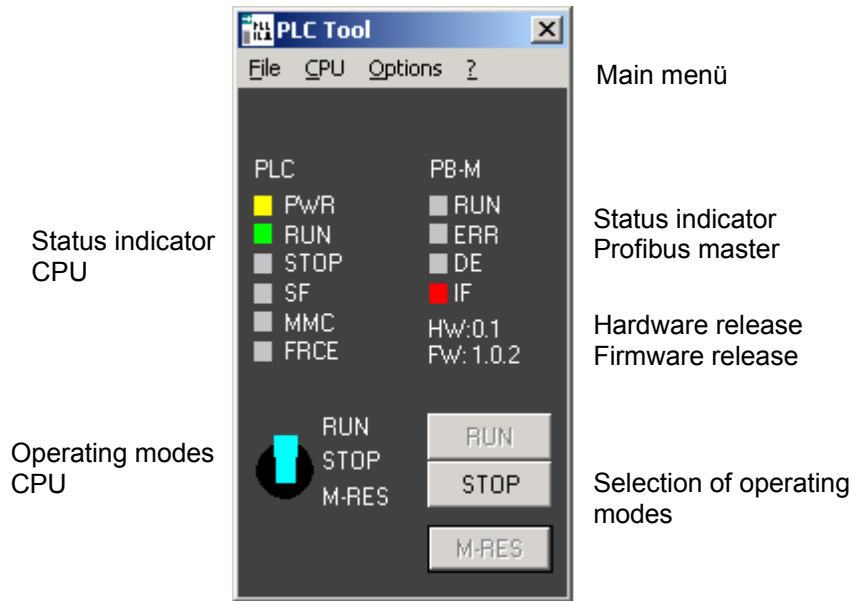 PLC Tool
File CPU Options ?
Main menü
PLC
PB-M
PWR
RUN
STOP
SF
MMC
FRCE
RUN
ERR
DE
IF
HW:0.1
FW: 1.0.2
Status indicator
CPU
Status indicator
Profibus master
Hardware release
Firmware release
Operating modes
CPU
RUN
STOP
M-RES
RUN
STOP
M-RES
Selection of operating
modes